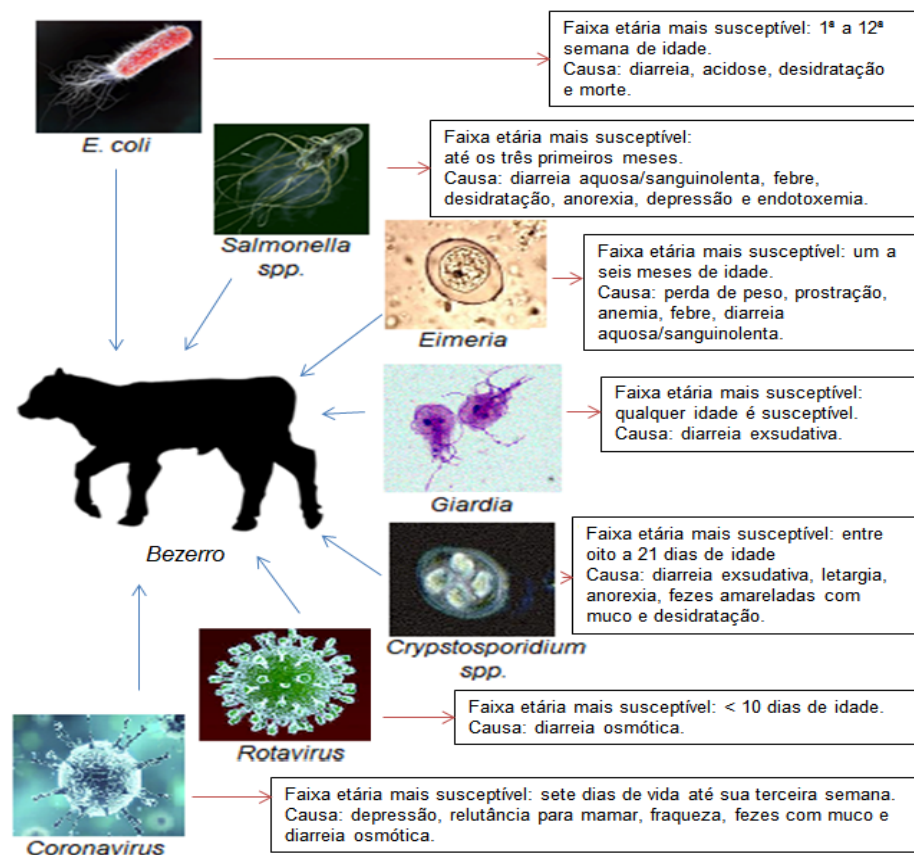 Faixa etária mais susceptível: 1ª a 12ª
semana de idade.
Causa: diarreia, acidose, desidratação
e morte.
E. coli
Faixa etária mais susceptível:
até os três primeiros meses.
Causa: diarreia aquosa/sanguinolenta, febre,
desidratação, anorexia, depressão e endotoxemia.
Salmonella
spp.
Faixa etária mais susceptível: um a
seis meses de idade.
Causa: perda de peso, prostração,
anemia, febre, diarreia
aquosa/sanguinolenta.
Eimeria
Faixa etária mais susceptível:
qualquer idade é susceptível.
Causa: diarreia exsudativa.
Giardia
Bezerro
Faixa etária mais susceptível: entre
oito a 21 dias de idade
Causa: diarreia exsudativa, letargia,
anorexia, fezes amareladas com
muco e desidratação.
Crypstosporidium
spp.
Faixa etária mais susceptível: < 10 dias de idade.
Causa: diarreia osmótica.
Rotavirus
Faixa etária mais susceptível: sete dias de vida até sua terceira semana.
Causa: depressão, relutância para mamar, fraqueza, fezes com muco e
diarreia osmótica.
Coronavirus